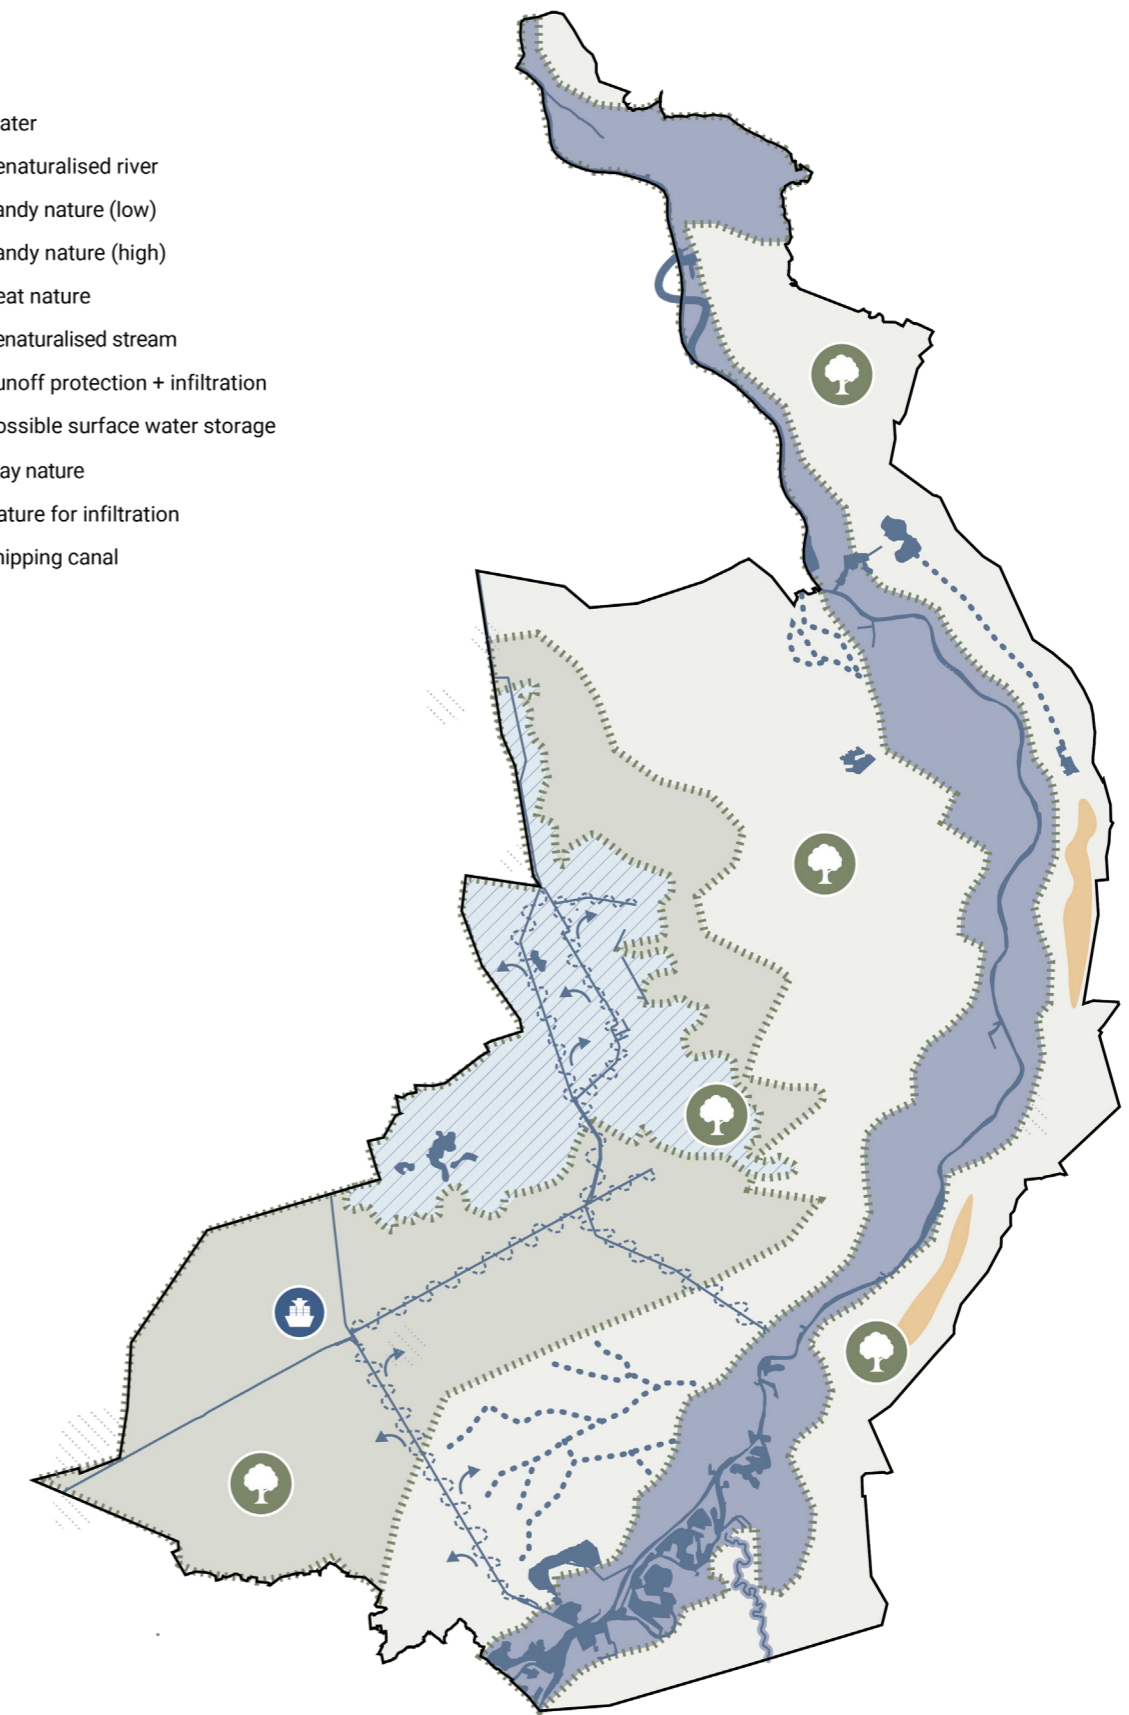 ater
enaturalised river
andy nature (low)
andy nature (high)
eat nature
enaturalised stream
unoff protection + infiltration
ossible surface water storage
ay nature
ature for infiltration
hipping canal